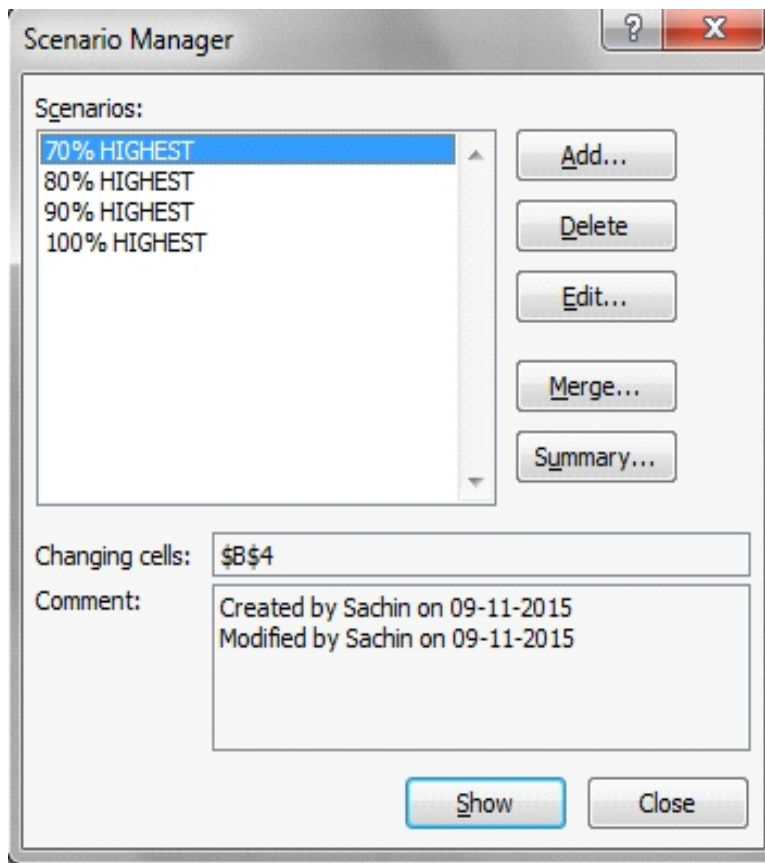 Scenario Manager
Scenarios:
70% HIGHEST
80% HIGHEST
90% HIGHEST
100% HIGHEST
Add...
Delete
Edit...
Merge...
Summary...
Changing cells: $B$4
Comment: Created by Sachin on 09-11-2015
Modified by Sachin on 09-11-2015
Show Close